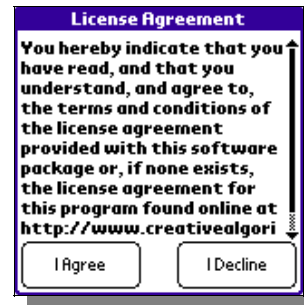 License Agreement
You hereby indicate that you
have read, and that you
understand, and agree to,
the terms and conditions of
the license agreement
provided with this software
package or, if none exists,
the license agreement for
this program found online at
http://www.creativealgori
I Agree
I Decline